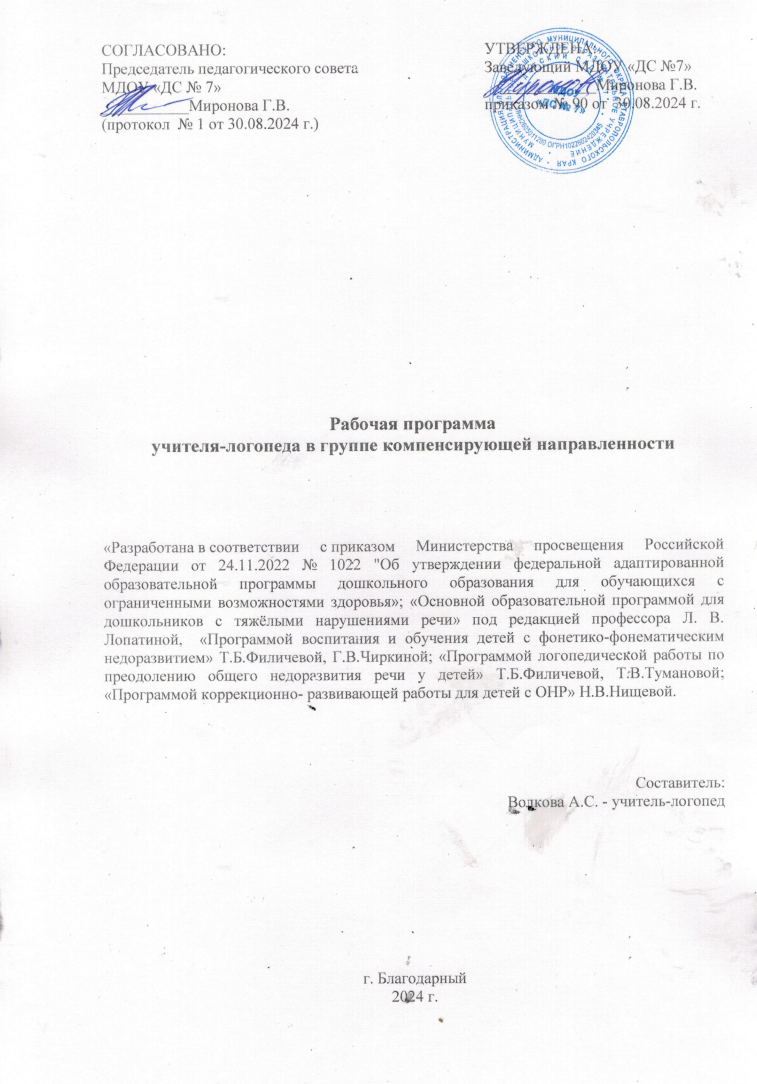 СОГЛАСОВАНО:
Председатель педагогического совета
МДОУ «ДС № 7»
____________Миронова Г.В.
(протокол № 1 от 30.08.2024 г.)
УТВЕРЖДЕНА:
Заведующий МДОУ «ДС №7»
Миронова Г.В.
приказом № 90 от 30.08.2024 г.
МДОУ
«ДС № 7»
Рабочая программа
учителя-логопеда в группе компенсирующей направленности
«Разработана в соответствии с приказом Министерства просвещения Российской
Федерации от 24.11.2022 № 1022 "Об утверждении федеральной адаптированной
образовательной программы дошкольного образования для обучающихся с
ограниченными возможностями здоровья»; «Основной образовательной программой для
дошкольников с тяжёлыми нарушениями речи» под редакцией профессора Л. В.
Лопатиной, «Программой воспитания и обучения детей с фонетико-фонематическим
недоразвитием» Т.Б.Филичевой, Г.В.Чиркиной; «Программой логопедической работы по
преодолению общего недоразвития речи у детей» Т.Б.Филичевой, Т.В.Тумановой;
«Программой коррекционно- развивающей работы для детей с ОНР» Н.В.Нищевой.
Составитель:
Волкова А.С. - учитель-логопед
г. Благодарный
2024 г.